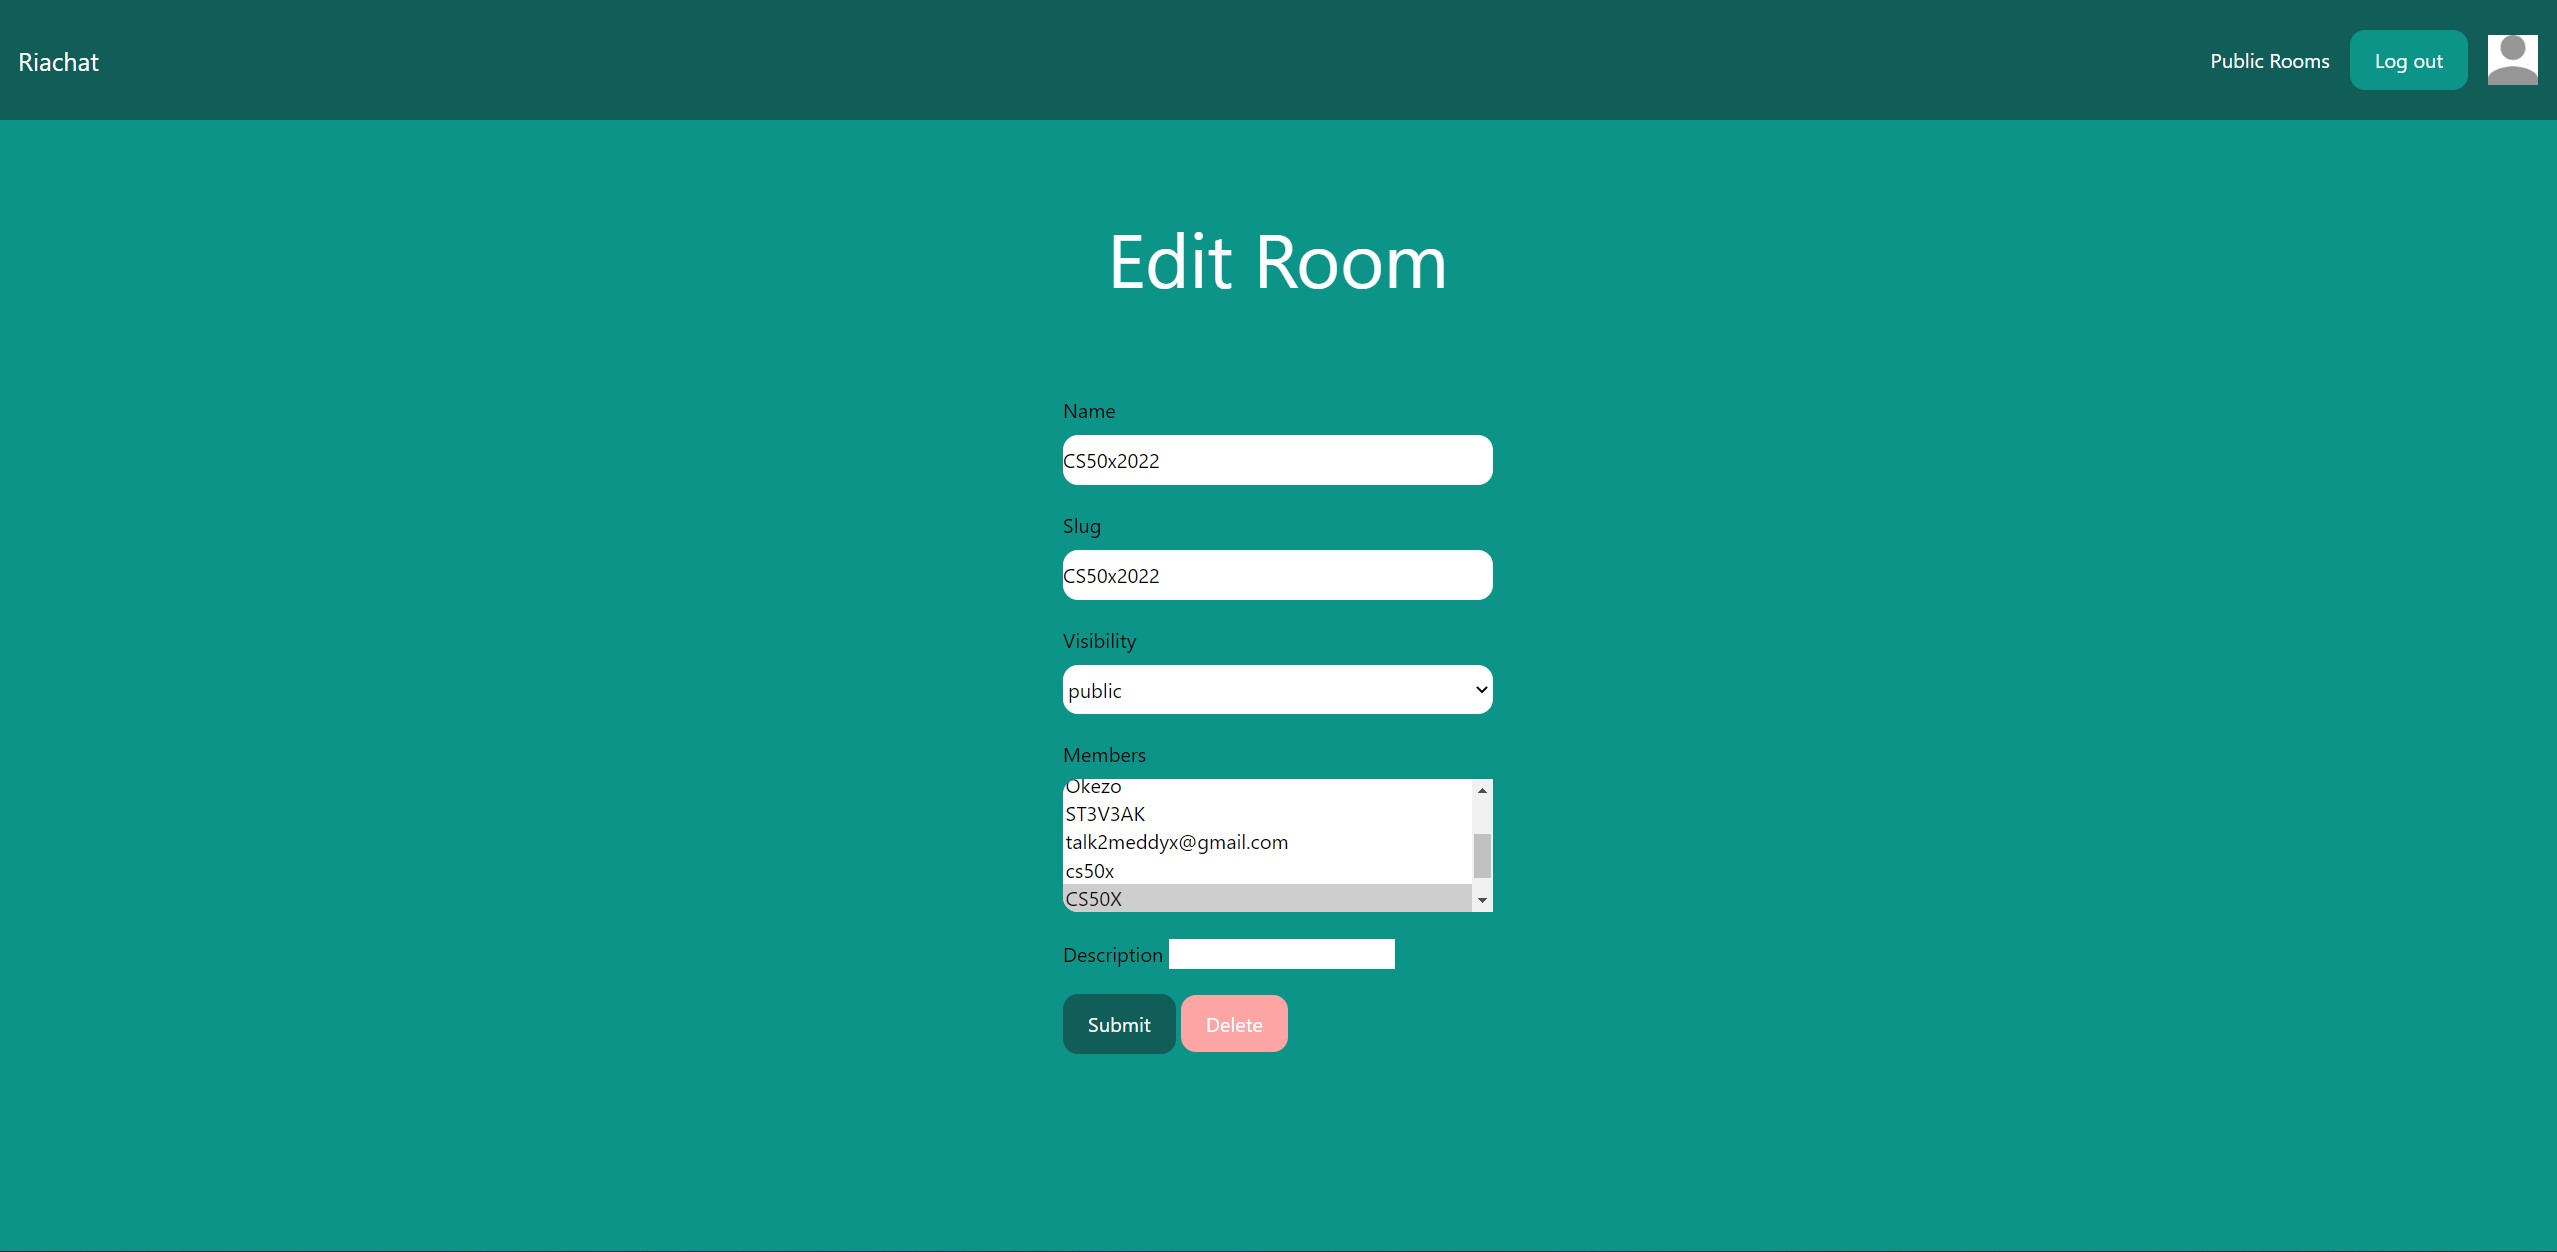 Riachat
Public Rooms
Log out
Edit Room
Name
CS50x2022
Slug
CS50x2022
Visibility
public
Members
Okezo
ST3V3AK
talk2meddyx@gmail.com
cs50x
CS50X
Description
Submit
Delete